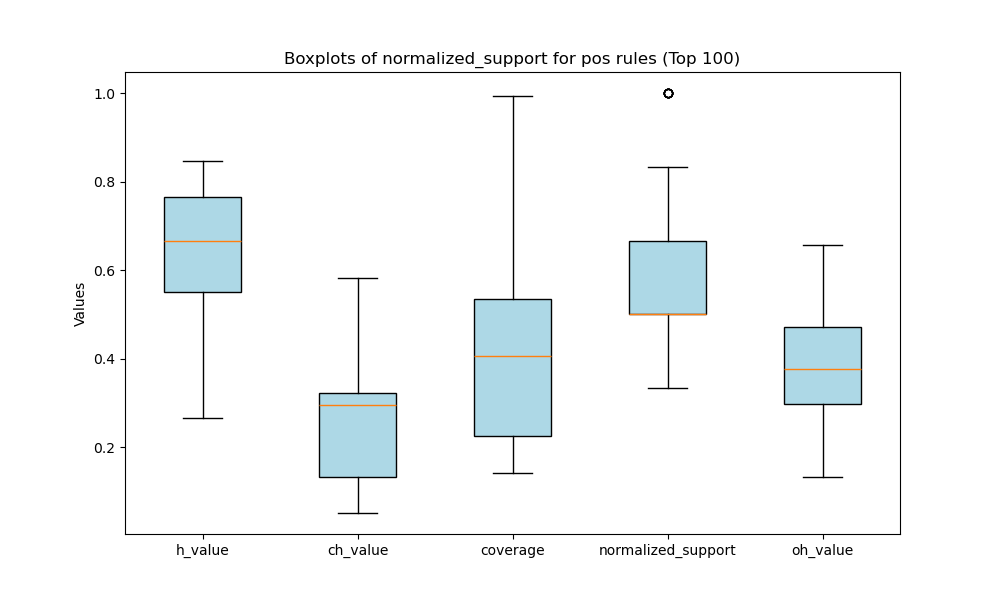 Boxplots of normalized_support for pos rules (Top 100)
1.0
0.8
0.6
0.4
0.2
Values
h_value
ch_value
coverage
normalized_support
oh_value